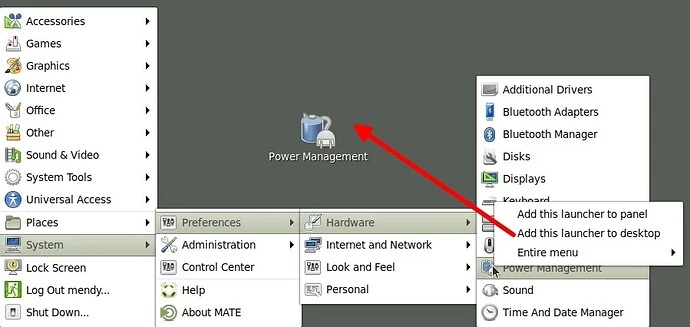 Accessories
Games
Graphics
Internet
Office
Other
Sound & Video
System Tools
Universal Access
Places
System
Lock Screen
Log Out mendy...
Shut Down...
Preferences
Administration
Control Center
Help
About MATE
Hardware
Internet and Network
Look and Feel
Personal
Power Management
Additional Drivers
Bluetooth Adapters
Bluetooth Manager
Disks
Displays
Keyboard
Add this launcher to panel
Add this launcher to desktop
Entire menu
Power Management
Sound
Time And Date Manager